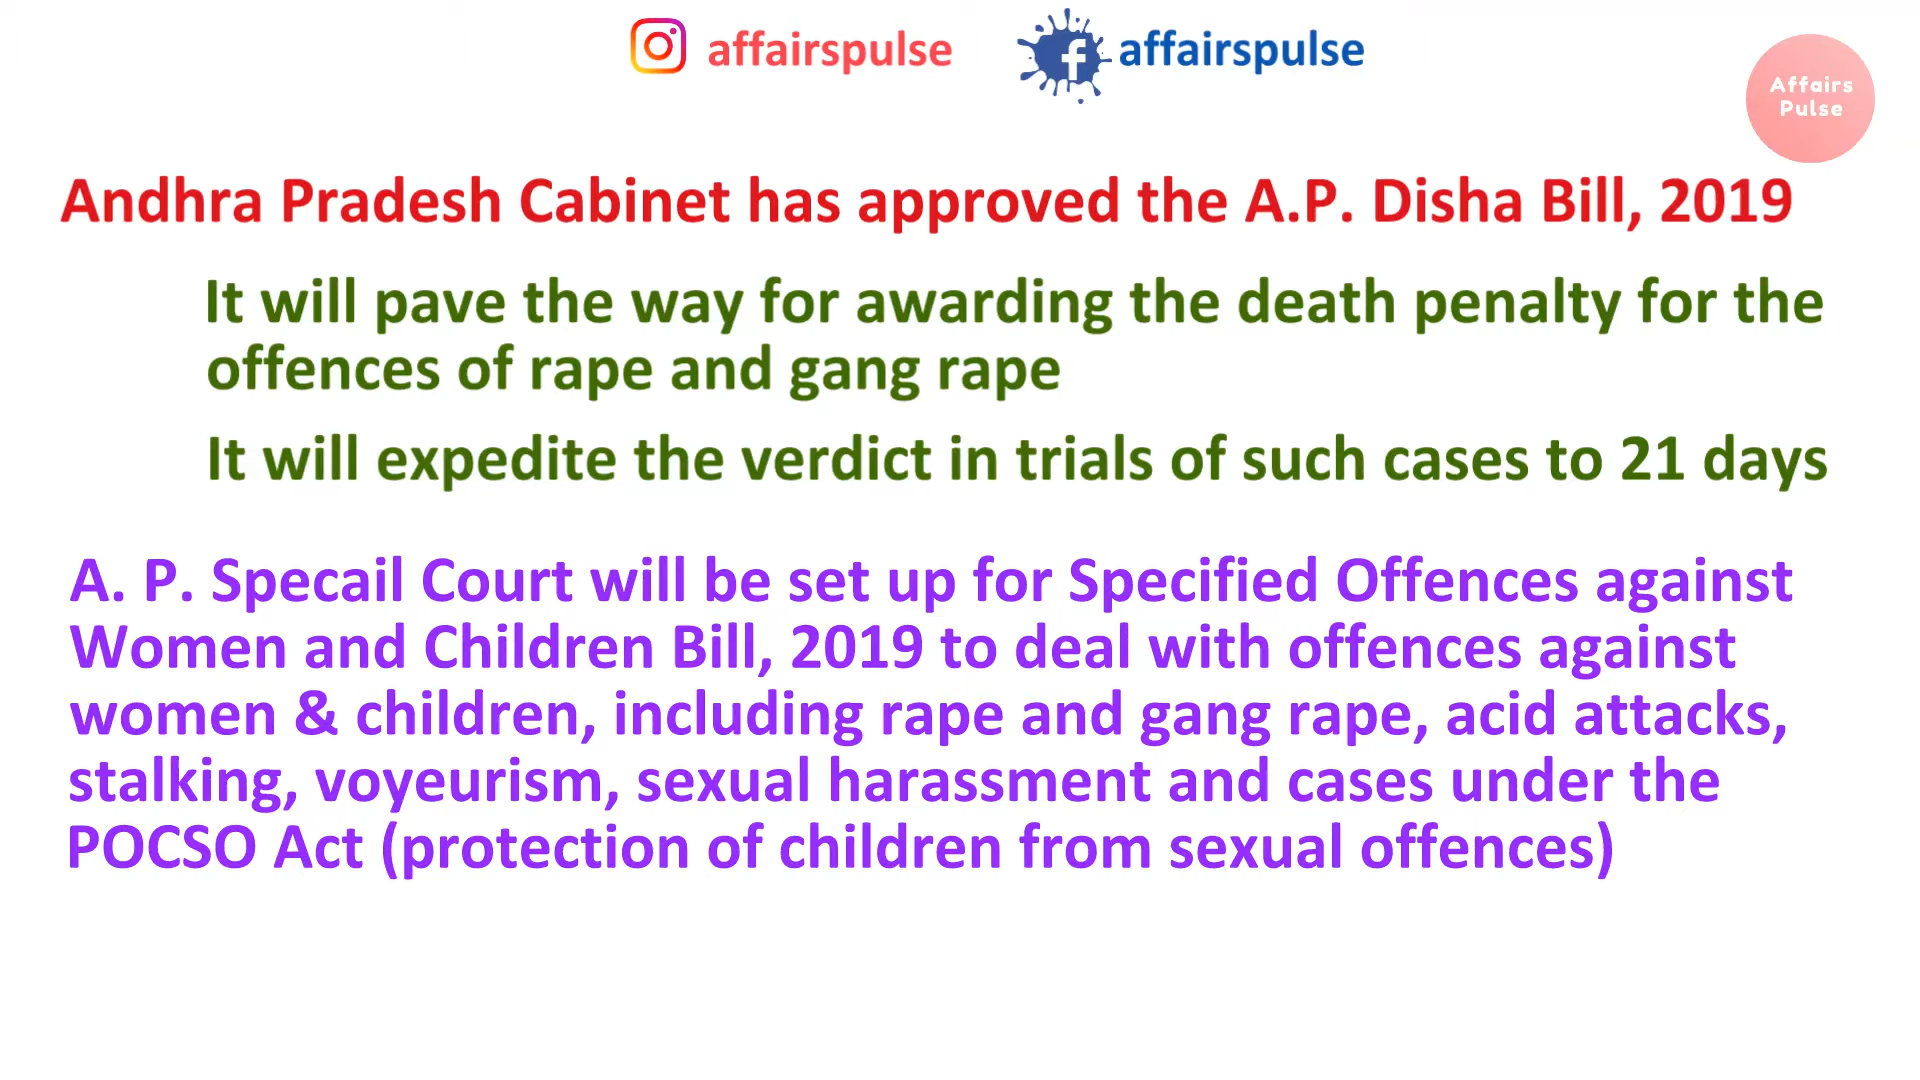 affairspulse
affairspulse
Affairs
Pulse
Andhra Pradesh Cabinet has approved the A.P. Disha Bill, 2019
It will pave the way for awarding the death penalty for the
offences of rape and gang rape
It will expedite the verdict in trials of such cases to 21 days
A. P. Specail Court will be set up for Specified Offences against
Women and Children Bill, 2019 to deal with offences against
women & children, including rape and gang rape, acid attacks,
stalking, voyeurism, sexual harassment and cases under the
POCSO Act (protection of children from sexual offences)